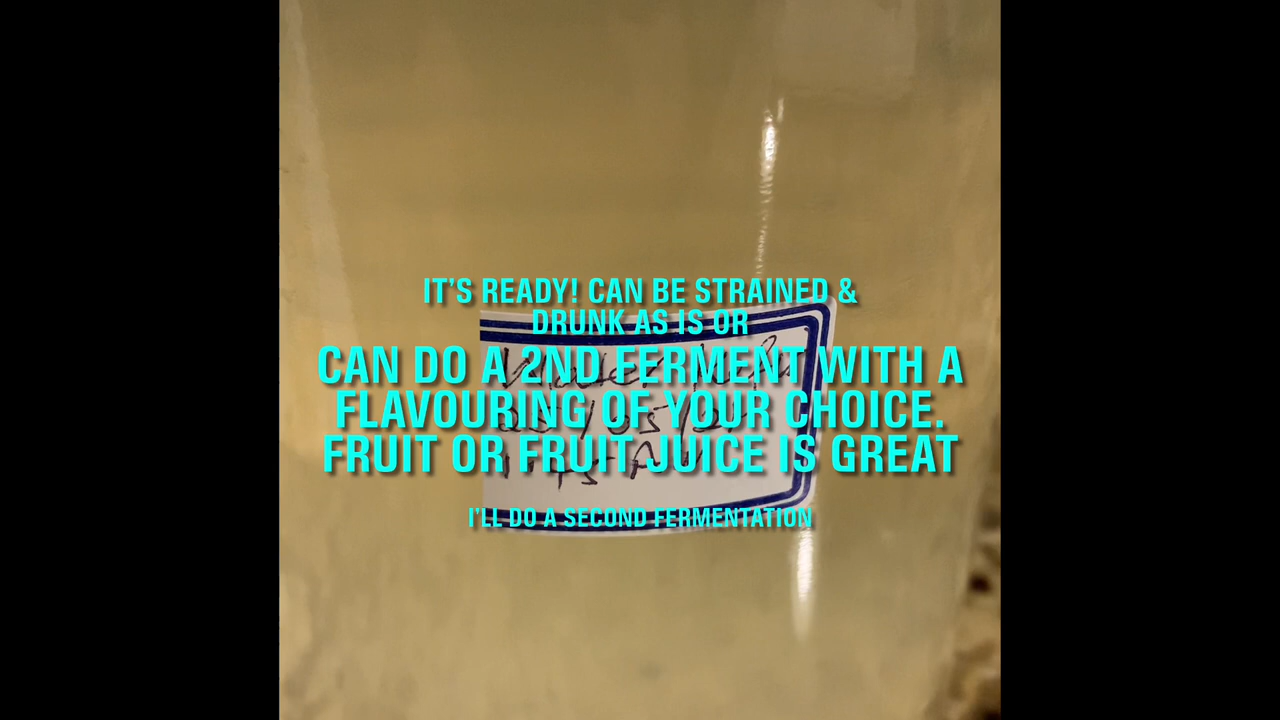 IT'S READY! CAN BE STRAINED &
DRUNK AS IS OR
CAN DO A 2ND FERMENT WITH A
FLAVOURING OF YOUR CHOICE.
FRUIT OR FRUIT JUICE IS GREAT
Water
I'LL DO A SECOND FERMENTATION